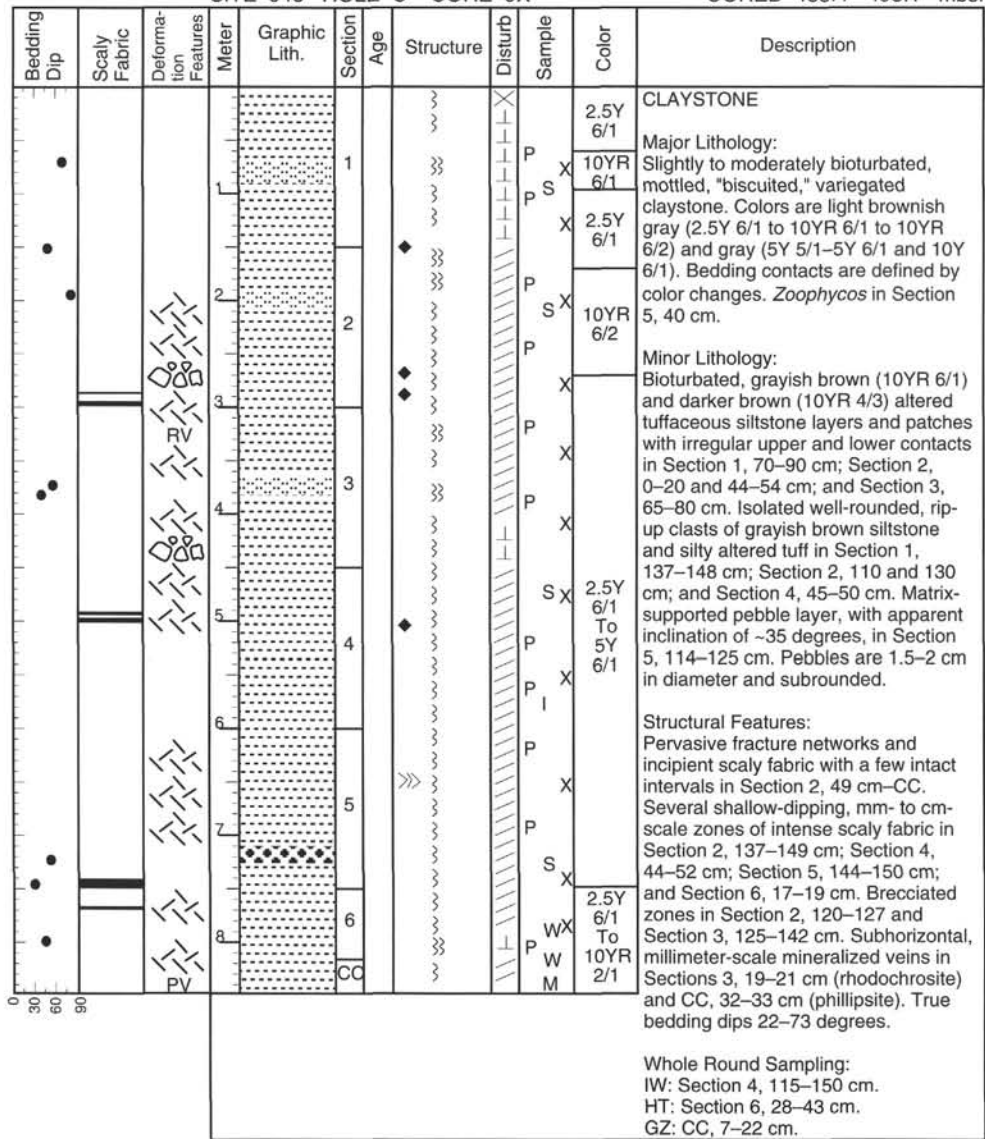 Bedding
Dip
Scaly
Fabric
Deforma-
tion
Features
Meter
Graphic
Lith.
Section
Age
Structure
Disturb
Sample
Color
Description
1
2
3
4
5
6
7
8
RV
PV
1
2
3
4
5
6
CC
P
X
S
P
X
P
S X
P
X
P
X
P
X
S X
P
X
P
I
P
X
P
S
X
W X
P
W
M
2.5Y
6/1
10YR
6/1
2.5Y
6/1
10YR
6/2
2.5Y
6/1
To
5Y
6/1
2.5Y
6/1
To
10YR
2/1
0
30
60
90
CLAYSTONE
Major Lithology:
Slightly to moderately bioturbated,
mottled, "biscuited," variegated
claystone. Colors are light brownish
gray (2.5Y 6/1 to 10YR 6/1 to 10YR
6/2) and gray (5Y 5/1–5Y 6/1 and 10Y
6/1). Bedding contacts are defined by
color changes. Zoophycos in Section
5, 40 cm.
Minor Lithology:
Bioturbated, grayish brown (10YR 6/1)
and darker brown (10YR 4/3) altered
tuffaceous siltstone layers and patches
with irregular upper and lower contacts
in Section 1, 70–90 cm; Section 2,
0–20 and 44–54 cm; and Section 3,
65–80 cm. Isolated well-rounded, rip-
up clasts of grayish brown siltstone
and silty altered tuff in Section 1,
137–148 cm; Section 2, 110 and 130
cm; and Section 4, 45–50 cm. Matrix-
supported pebble layer, with apparent
inclination of ~35 degrees, in Section
5, 114–125 cm. Pebbles are 1.5–2 cm
in diameter and subrounded.
Structural Features:
Pervasive fracture networks and
incipient scaly fabric with a few intact
intervals in Section 2, 49 cm–CC.
Several shallow-dipping, mm- to cm-
scale zones of intense scaly fabric in
Section 2, 137–149 cm; Section 4,
44–52 cm; Section 5, 144–150 cm;
and Section 6, 17–19 cm. Brecciated
zones in Section 2, 120–127 and
Section 3, 125–142 cm. Subhorizontal,
millimeter-scale mineralized veins in
Sections 3, 19–21 cm (rhodochrosite)
and CC, 32–33 cm (phillipsite). True
bedding dips 22–73 degrees.
Whole Round Sampling:
IW: Section 4, 115–150 cm.
HT: Section 6, 28–43 cm.
GZ: CC, 7–22 cm.